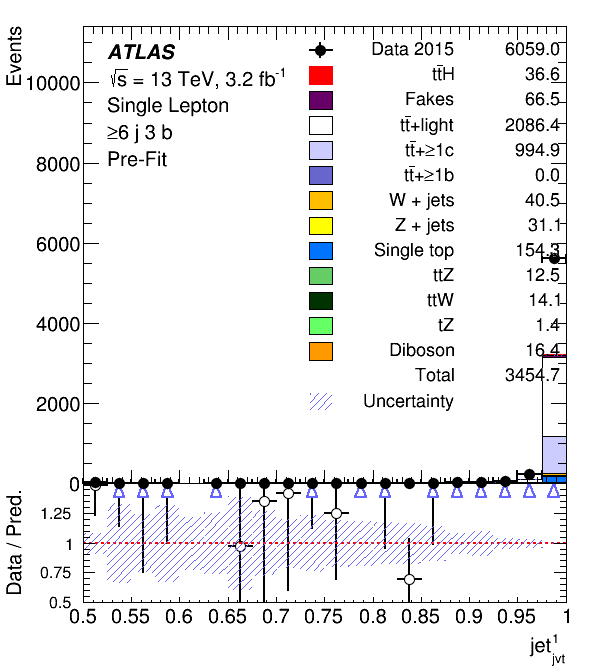 Events
ATLAS
√s = 13 TeV, 3.2 fb⁻¹
Single Lepton
≥6 j 3 b
Pre-Fit
Data 2015 6059.0
tt̄H 36.6
Fakes 66.5
tt̄+light 2086.4
tt̄+≥1c 994.9
tt̄+≥1b 0.0
W + jets 40.5
Z + jets 31.1
Single top 154.3
ttZ 12.5
ttW 14.1
tZ 1.4
Diboson 16.4
Total 3454.7
Uncertainty
10000
8000
6000
4000
2000
0
Data / Pred.
1.25
1
0.75
0.5
0.5 0.55 0.6 0.65 0.7 0.75 0.8 0.85 0.9 0.95 1
jet¹jvt